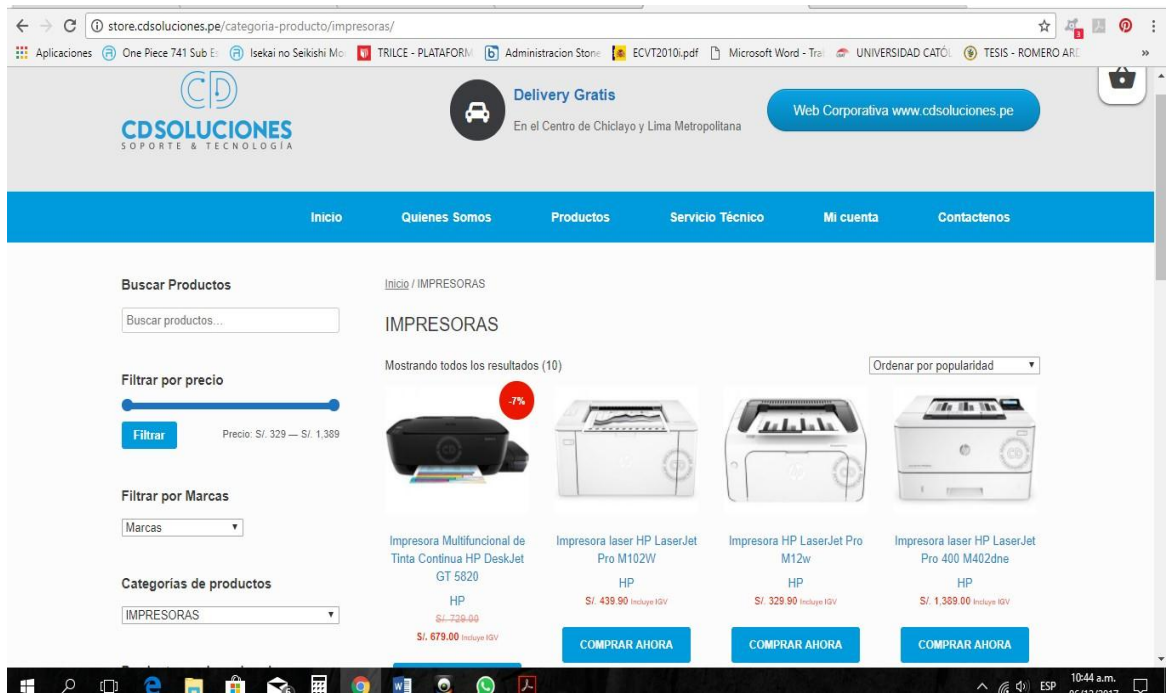 store.cdsoluciones.pe/categoria-producto/impresoras/
Aplicaciones
One Piece 741 Sub Es
Isekai no Seikishi Mo
TRILCE - PLATAFORM
Administracion Stone
ECVT2010i.pdf
Microsoft Word - Tra
UNIVERSIDAD CATÓL
TESIS - ROMERO ARE
»
CD
CDSOLUCIONES
SOPORTE & TECNOLOGÍA
Delivery Gratis
En el Centro de Chiclayo y Lima Metropolitana
Web Corporativa www.cdsoluciones.pe
Inicio
Quienes Somos
Productos
Servicio Técnico
Mi cuenta
Contactenos
Buscar Productos
Buscar productos...
Filtrar por precio
Filtrar
Precio: S/. 329 — S/. 1,389
Filtrar por Marcas
Marcas
Categorías de productos
IMPRESORAS
Inicio / IMPRESORAS
IMPRESORAS
Mostrando todos los resultados (10)
Ordenar por popularidad
-7%
Impresora Multifuncional de
Tinta Continua HP DeskJet
GT 5820
HP
S/. 729.00
S/. 679.00 Incluye IGV
Impresora laser HP LaserJet
Pro M102W
HP
S/. 439.90 Incluye IGV
COMPRAR AHORA
Impresora HP LaserJet Pro
M12w
HP
S/. 329.90 Incluye IGV
COMPRAR AHORA
Impresora laser HP LaserJet
Pro 400 M402dne
HP
S/. 1,389.00 Incluye IGV
COMPRAR AHORA
ESP
10:44 a.m.
06/12/2017